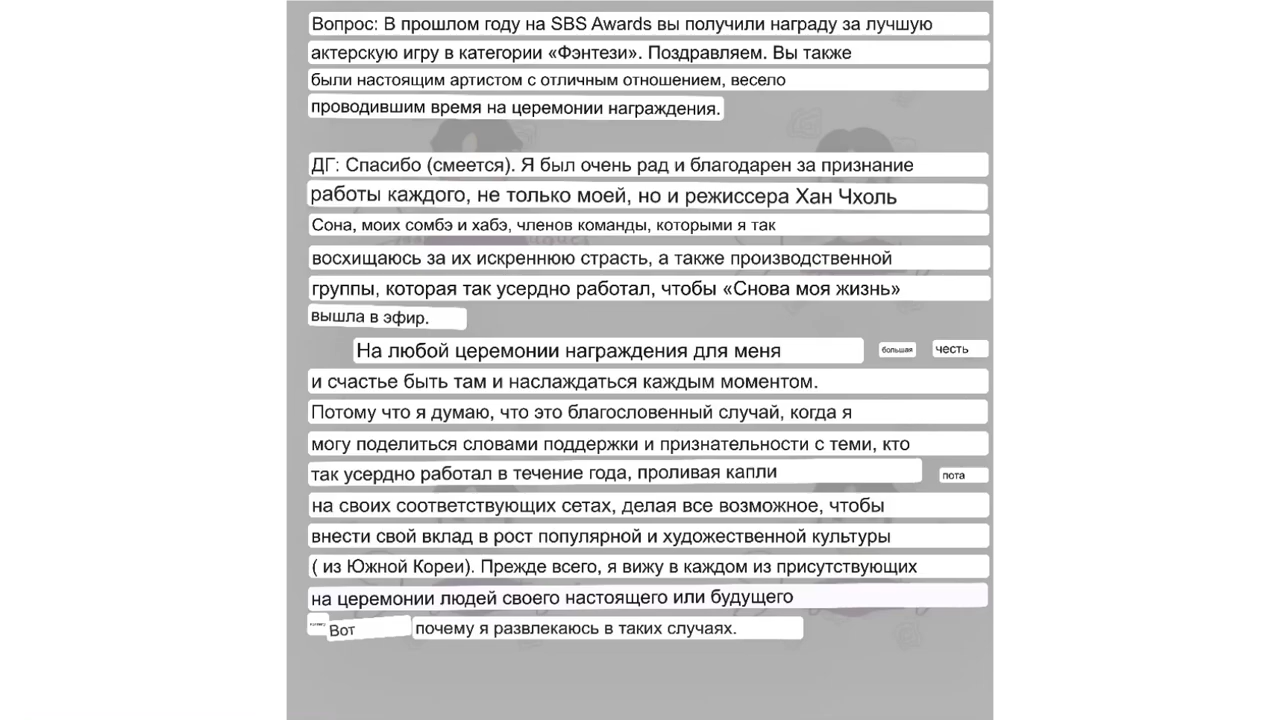 Вопрос: В прошлом году на SBS Awards вы получили награду за лучшую
актерскую игру в категории «Фэнтези». Поздравляем. Вы также
были настоящим артистом с отличным отношением, весело
проводившим время на церемонии награждения.
ДГ: Спасибо (смеется). Я был очень рад и благодарен за признание
работы каждого, не только моей, но и режиссера Хан Чхоль
Сона, моих сомбэ и хабэ, членов команды, которыми я так
восхищаюсь за их искреннюю страсть, а также производственной
группы, которая так усердно работал, чтобы «Снова моя жизнь»
вышла в эфир.
На любой церемонии награждения для меня большая честь
и счастье быть там и наслаждаться каждым моментом.
Потому что я думаю, что это благословенный случай, когда я
могу поделиться словами поддержки и признательности с теми, кто
так усердно работал в течение года, проливая капли пота
на своих соответствующих сетах, делая все возможное, чтобы
внести свой вклад в рост популярной и художественной культуры
( из Южной Кореи). Прежде всего, я вижу в каждом из присутствующих
на церемонии людей своего настоящего или будущего
Вот почему я развлекаюсь в таких случаях.